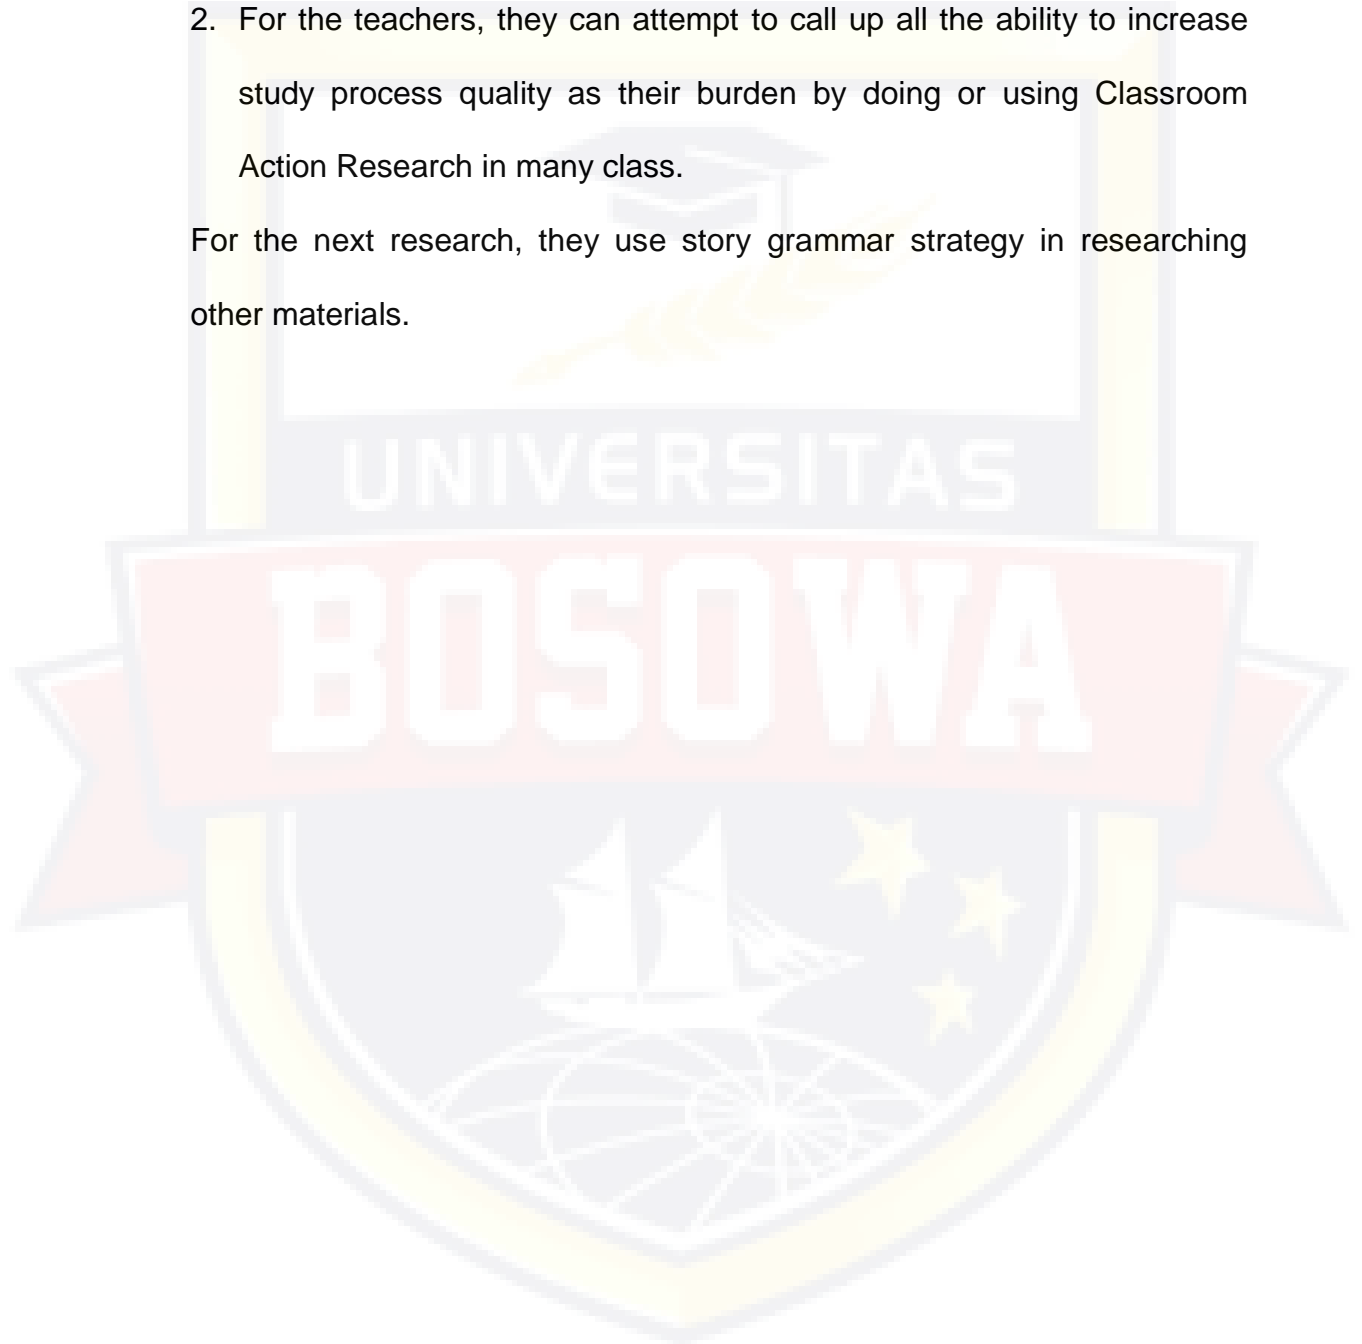 2. For the teachers, they can attempt to call up all the ability to increase
study process quality as their burden by doing or using Classroom
Action Research in many class.
For the next research, they use story grammar strategy in researching
other materials.
UNIVERSITAS
BOSOWA